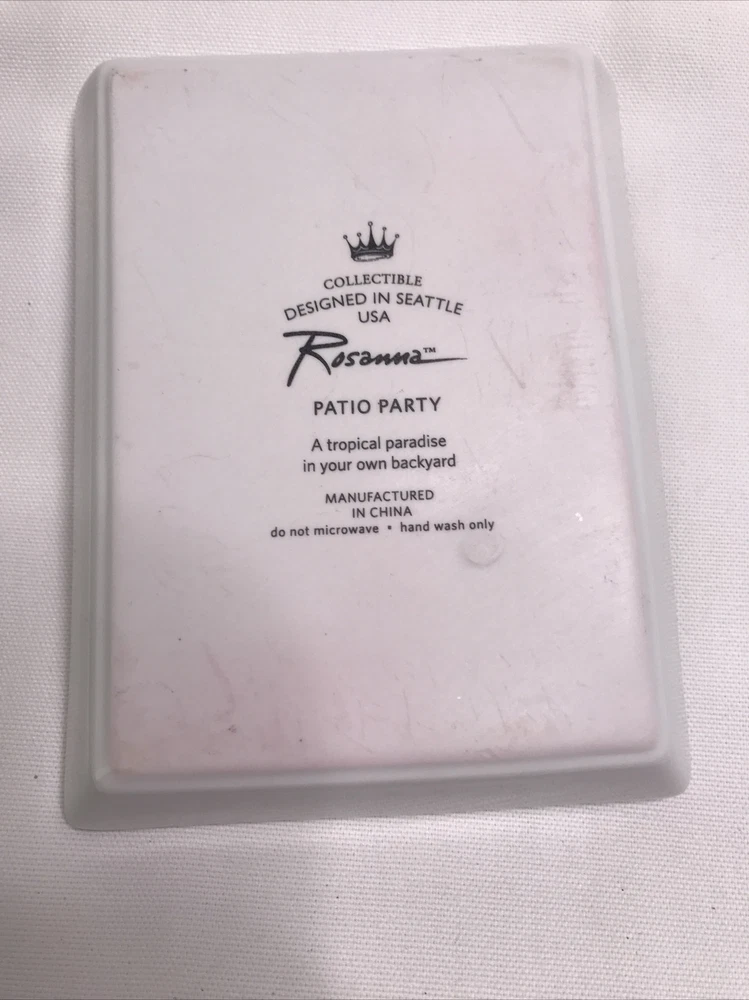 COLLECTIBLE
DESIGNED IN SEATTLE
USA
Rosanna™
PATIO PARTY
A tropical paradise
in your own backyard
MANUFACTURED
IN CHINA
do not microwave • hand wash only